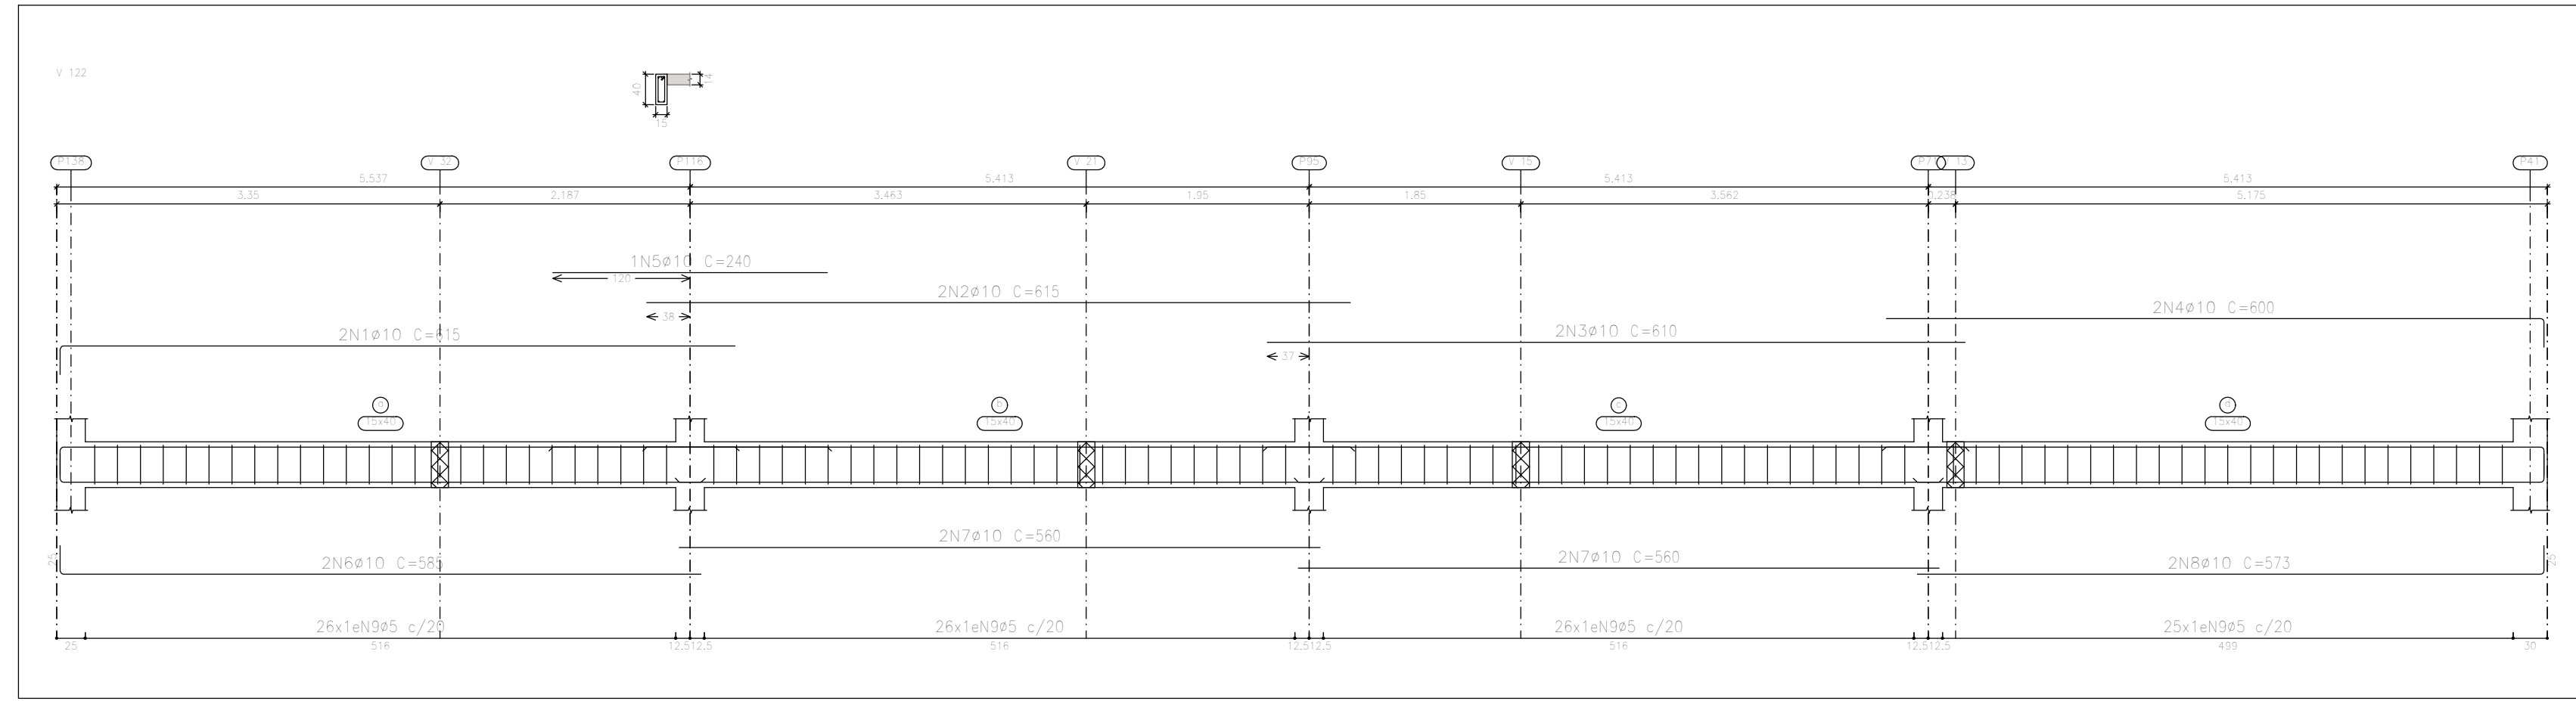 V 122
40
14
15
P138 V 32 P116 V 21 P95 V 15 P71 V 13 P41
5.537 5.413 5.413 5.413
3.35 2.187 3.463 1.95 1.85 3.562 0.238 5.175
1N5ø10 C=240
120
2N2ø10 C=615
38
2N4ø10 C=600
2N1ø10 C=615
2N3ø10 C=610
37
a b c d
15x40 15x40 15x40 15x40
2N7ø10 C=560
25
2N6ø10 C=585
2N7ø10 C=560
2N8ø10 C=573
25
26x1eN9ø5 c/20 26x1eN9ø5 c/20 26x1eN9ø5 c/20 25x1eN9ø5 c/20
25 516 12.512.5 516 12.512.5 516 12.512.5 499 30